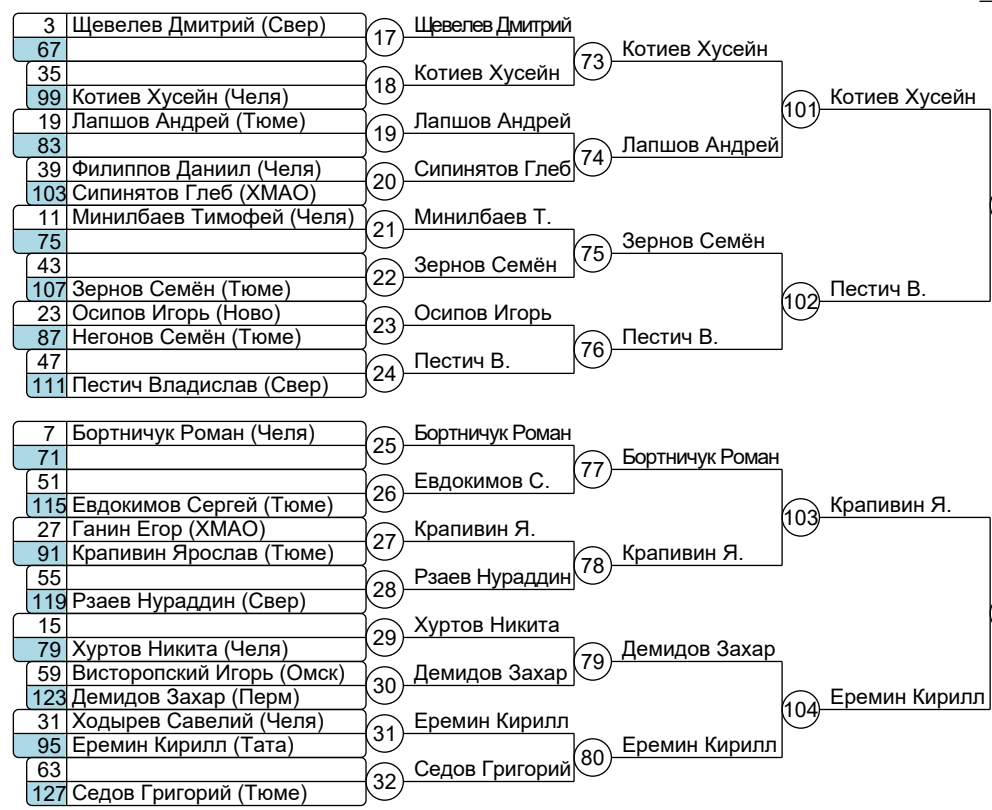 3 Щевелев Дмитрий (Свер) 17 Щевелев Дмитрий
67 73 Котиев Хусейн
35 18 Котиев Хусейн
99 Котиев Хусейн (Челя) 101 Котиев Хусейн
19 Лапшов Андрей (Тюме) 19 Лапшов Андрей
83 74 Лапшов Андрей
39 Филиппов Даниил (Челя) 20 Сипинятов Глеб
103 Сипинятов Глеб (ХМАО)
11 Минилбаев Тимофей (Челя) 21 Минилбаев Т.
75 75 Зернов Семён
43 22 Зернов Семён
107 Зернов Семён (Тюме) 102 Пестич В.
23 Осипов Игорь (Ново) 23 Осипов Игорь
87 Негонов Семён (Тюме) 76 Пестич В.
47 24 Пестич В.
111 Пестич Владислав (Свер)
7 Бортничук Роман (Челя) 25 Бортничук Роман
71 77 Бортничук Роман
51 26 Евдокимов С.
115 Евдокимов Сергей (Тюме) 103 Крапивин Я.
27 Ганин Егор (ХМАО) 27 Крапивин Я.
91 Крапивин Ярослав (Тюме) 78 Крапивин Я.
55 28 Рзаев Нураддин
119 Рзаев Нураддин (Свер)
15 29 Хуртов Никита
79 Хуртов Никита (Челя) 79 Демидов Захар
59 Висторопский Игорь (Омск) 30 Демидов Захар
123 Демидов Захар (Перм) 104 Еремин Кирилл
31 Ходырев Савелий (Челя) 31 Еремин Кирилл
95 Еремин Кирилл (Тата) 80 Еремин Кирилл
63 32 Седов Григорий
127 Седов Григорий (Тюме)